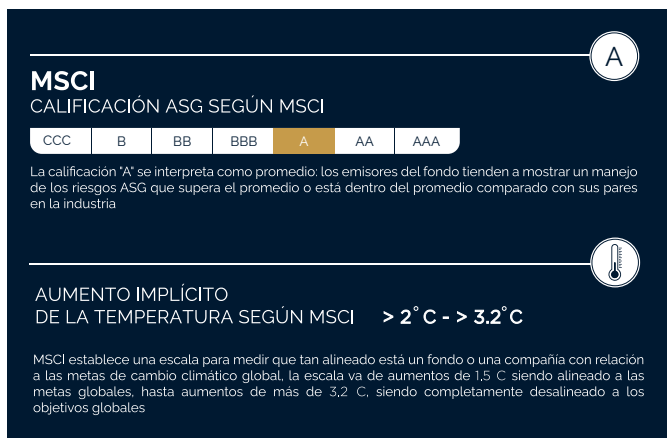 A
MSCI
CALIFICACIÓN ASG SEGÚN MSCI
CCC B BB BBB A AA AAA
La calificación "A" se interpreta como promedio: los emisores del fondo tienden a mostrar un manejo
de los riesgos ASG que supera el promedio o está dentro del promedio comparado con sus pares
en la industria
AUMENTO IMPLÍCITO
DE LA TEMPERATURA SEGÚN MSCI > 2°C - > 3.2°C
MSCI establece una escala para medir que tan alineado está un fondo o una compañía con relación
a las metas de cambio climático global, la escala va de aumentos de 1,5 C siendo alineado a las
metas globales, hasta aumentos de más de 3,2 C, siendo completamente desalineado a los
objetivos globales